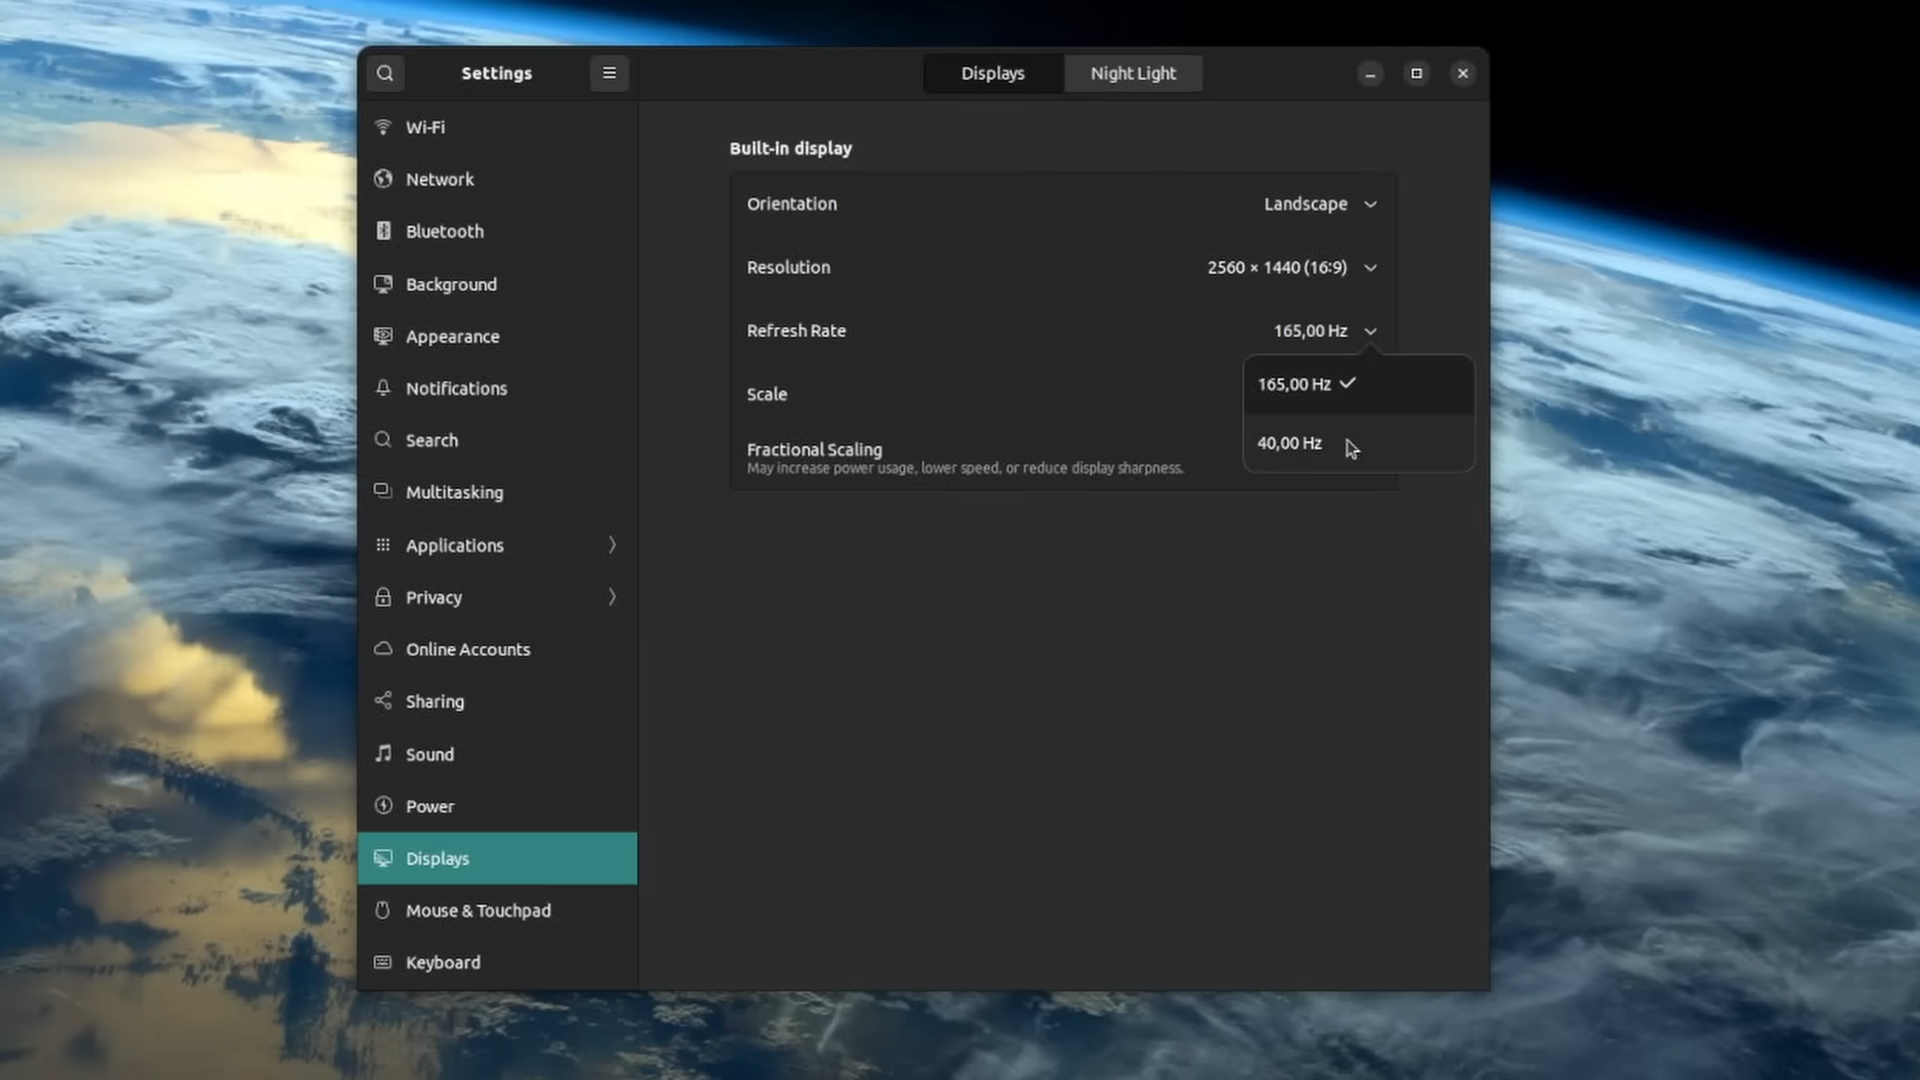 Settings
Displays
Night Light
Wi-Fi
Network
Bluetooth
Background
Appearance
Notifications
Search
Multitasking
Applications
Privacy
Online Accounts
Sharing
Sound
Power
Displays
Mouse & Touchpad
Keyboard
Built-in display
Orientation
Landscape
Resolution
2560 × 1440 (16:9)
Refresh Rate
165,00 Hz
165,00 Hz
40,00 Hz
Scale
Fractional Scaling
May increase power usage, lower speed, or reduce display sharpness.